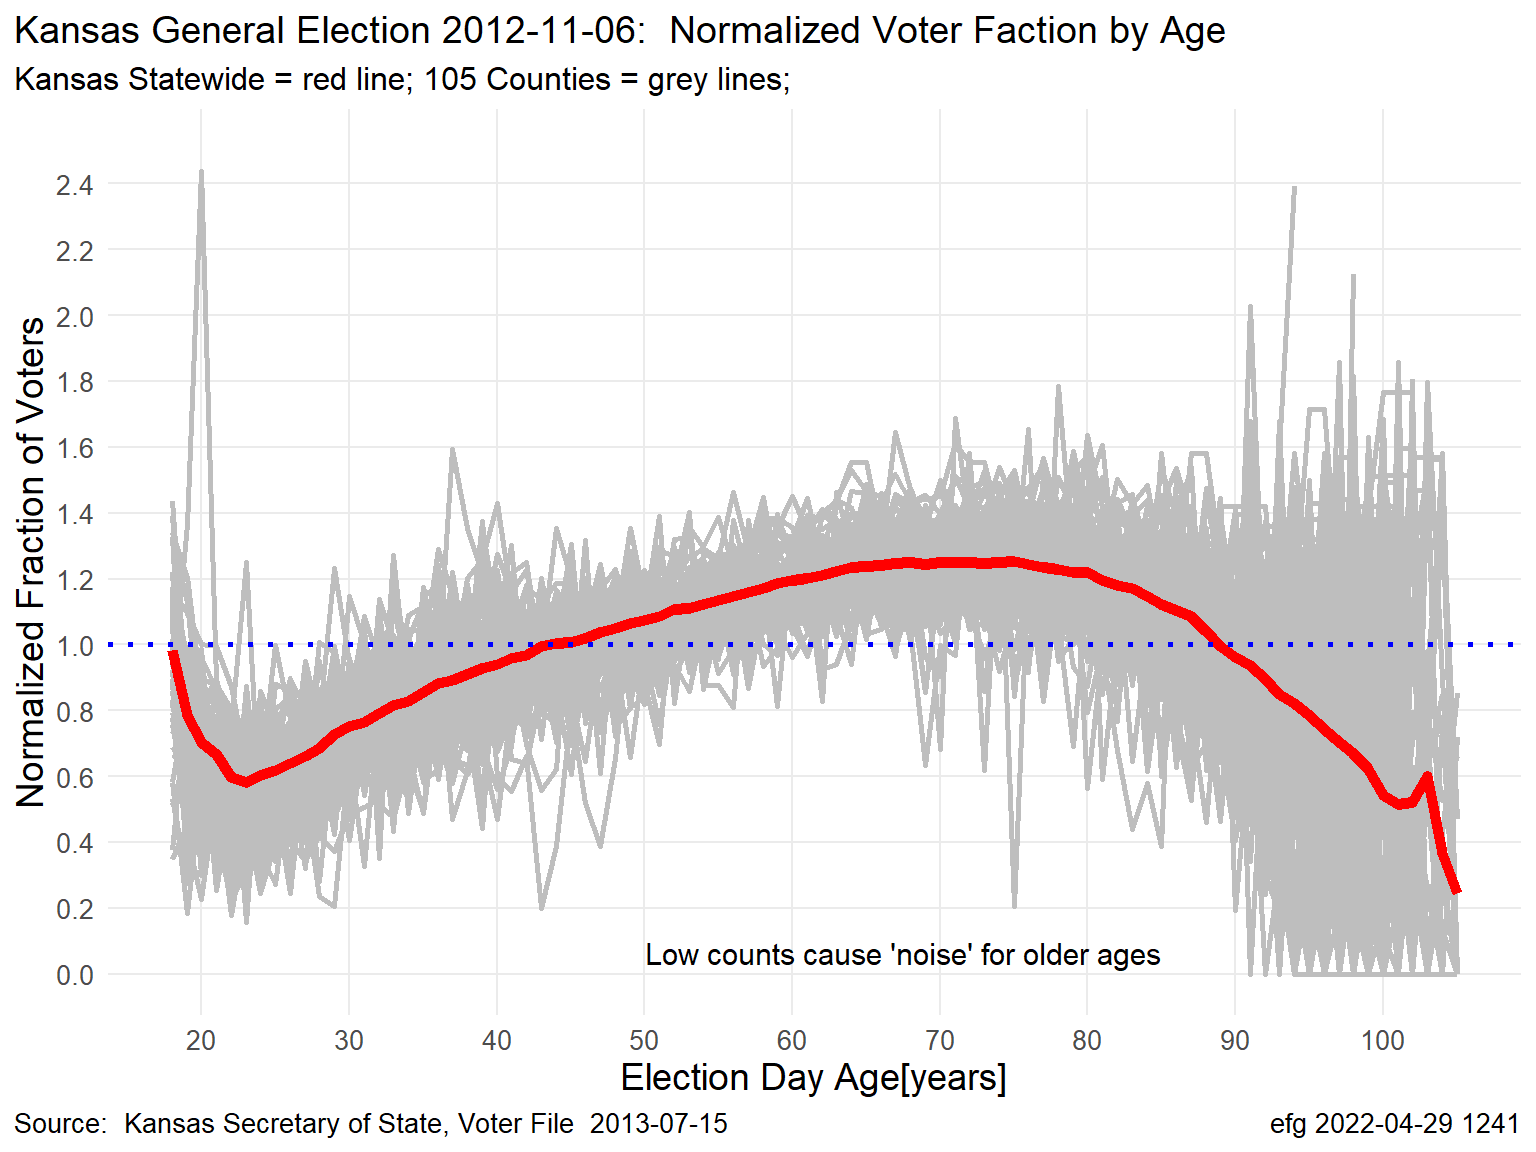 Kansas General Election 2012-11-06:  Normalized Voter Faction by Age
Kansas Statewide = red line; 105 Counties = grey lines;
Normalized Fraction of Voters
2.4
2.2
2.0
1.8
1.6
1.4
1.2
1.0
0.8
0.6
0.4
0.2
0.0
Low counts cause 'noise' for older ages
20 30 40 50 60 70 80 90 100
Election Day Age[years]
Source:  Kansas Secretary of State, Voter File  2013-07-15
efg 2022-04-29 1241